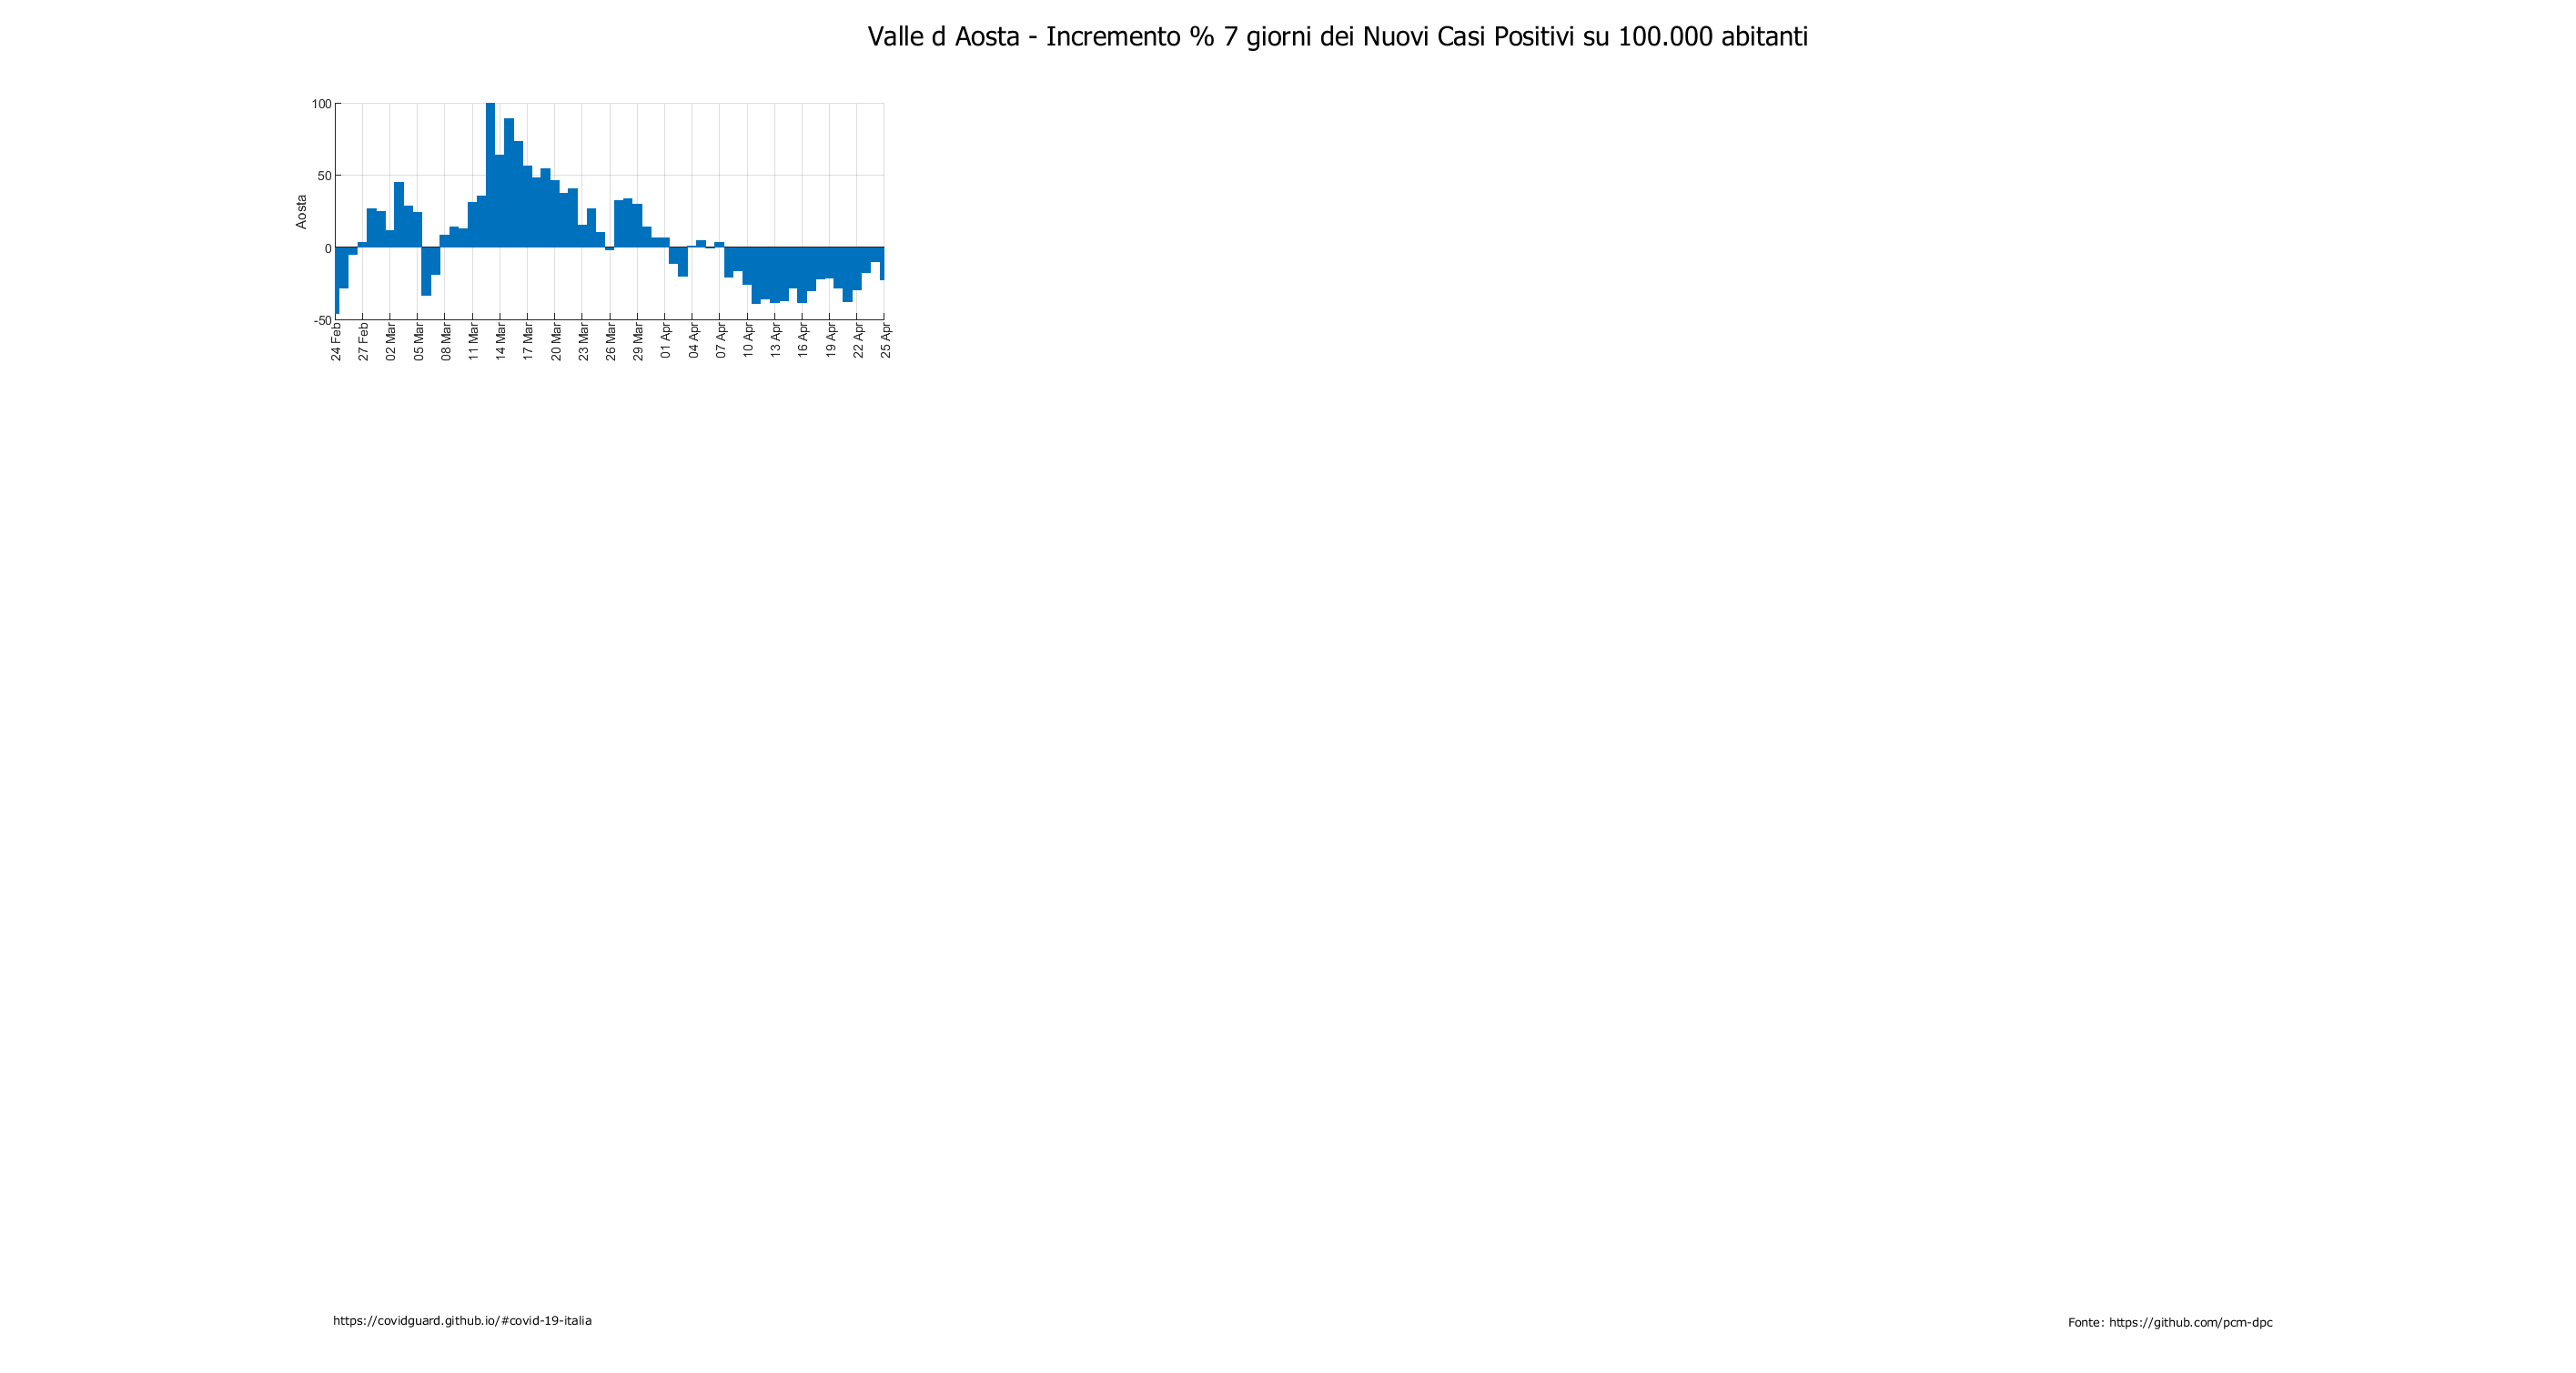 Valle d Aosta - Incremento % 7 giorni dei Nuovi Casi Positivi su 100.000 abitanti
Aosta
100
50
0
-50
24 Feb
27 Feb
02 Mar
05 Mar
08 Mar
11 Mar
14 Mar
17 Mar
20 Mar
23 Mar
26 Mar
29 Mar
01 Apr
04 Apr
07 Apr
10 Apr
13 Apr
16 Apr
19 Apr
22 Apr
25 Apr
https://covidguard.github.io/#covid-19-italia
Fonte: https://github.com/pcm-dpc